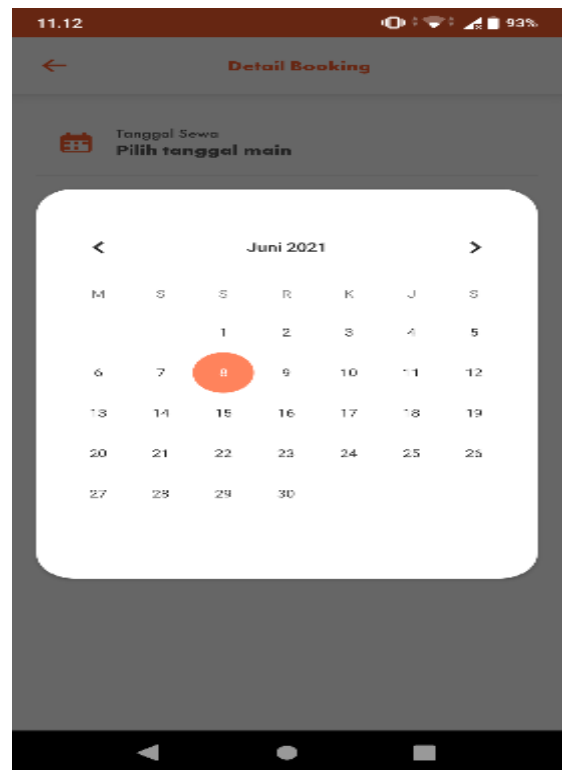 11.12 93%
Detail Booking
Tanggal Sewa
Pilih tanggal main
Juni 2021
M S S R K J S
1 2 3 4 5
6 7 8 9 10 11 12
13 14 15 16 17 18 19
20 21 22 23 24 25 26
27 28 29 30